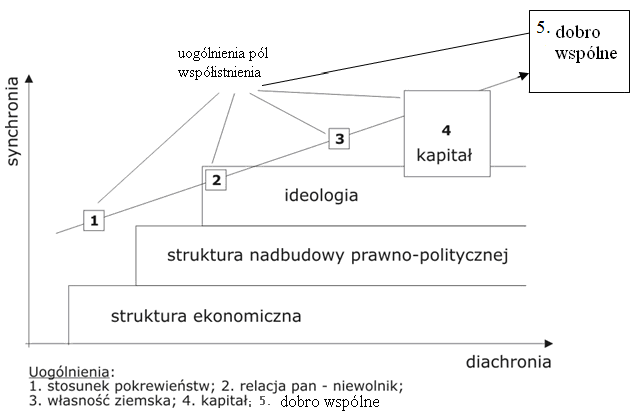 5. dobro
wspólne
uogólnienia pól
współistnienia
synchronia
4
kapitał
3
2
1
ideologia
struktura nadbudowy prawno-politycznej
struktura ekonomiczna
diachronia
Uogólnienia:
1. stosunek pokrewieństw; 2. relacja pan - niewolnik;
3. własność ziemska; 4. kapitał; 5. dobro wspólne